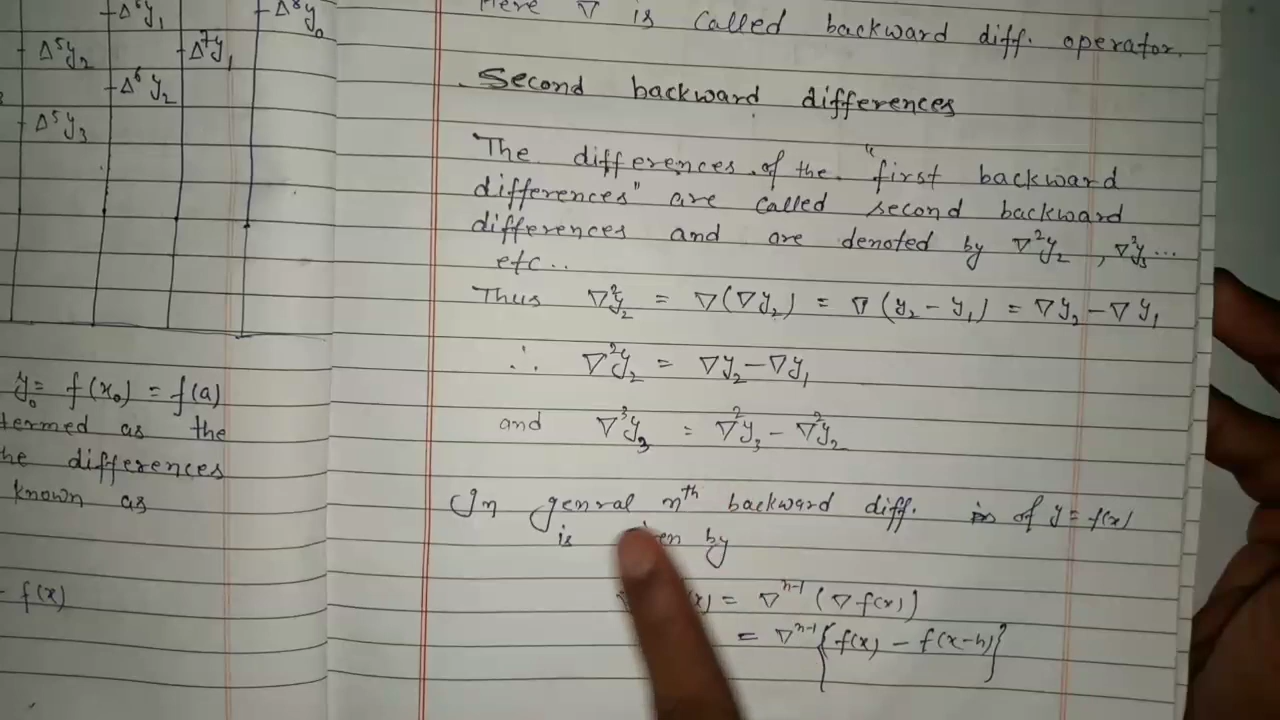 Δ⁸y₀
Δ⁵y₂
Δ⁷y₁
Δ⁶y₂
Δ⁵y₃
y₀ = f(x₀) = f(a)
termed as the
differences
known as
f(x)
Here ∇ is called backward diff. operator.
Second backward differences
The differences of the "first backward
differences" are called second backward
differences and are denoted by ∇²y₂, ∇²y₃...
etc..
Thus ∇²y₂ = ∇(∇y₂) = ∇(y₂ - y₁) = ∇y₂ - ∇y₁
∴ ∇²y₂ = ∇y₂ - ∇y₁
and ∇³y₃ = ∇²y₃ - ∇²y₂
In genral nth backward diff. of y = f(x)
is by
= ∇ⁿ⁻¹ (∇f(x))
= ∇ⁿ⁻¹ {f(x) - f(x-h)}